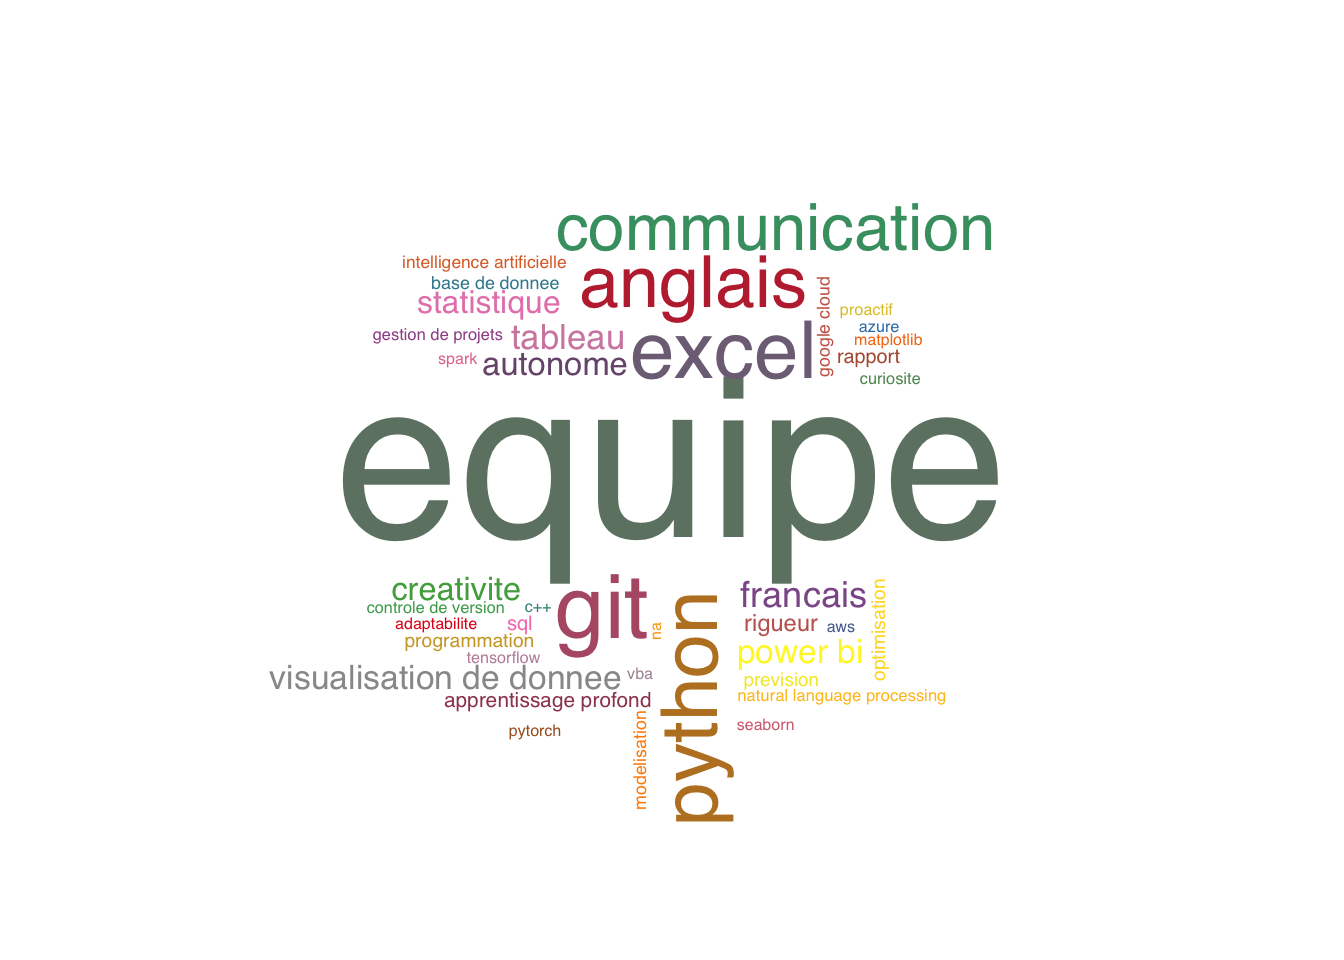 communication
intelligence artificielle
anglais
base de donnee
statistique
google cloud
proactif
azure
gestion de projets
tableau
excel
matplotlib
spark
autonome
rapport
curiosite
equipe
creativite
git
python
francais
optimisation
controle de version
c++
adaptabilite
sql
na
rigueur
aws
programmation
power bi
tensorflow
visualisation de donnee
vba
prevision
apprentissage profond
natural language processing
pytorch
modelisation
seaborn